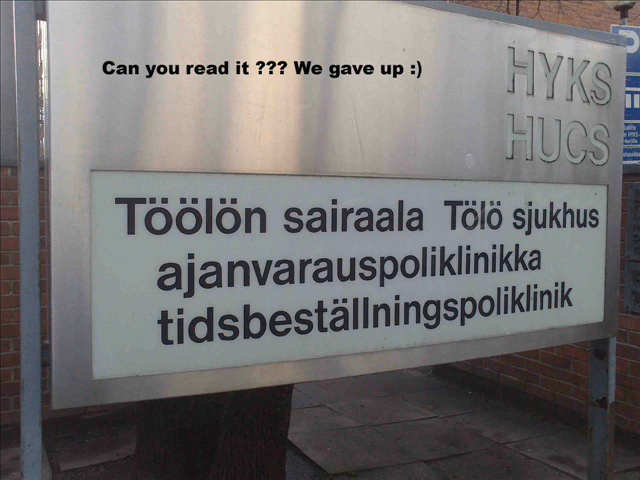 Can you read it ??? We gave up :)
HYKS
HUCS
Töölön sairaala Tölö sjukhus
ajanvarauspoliklinikka
tidsbeställningspoliklinik